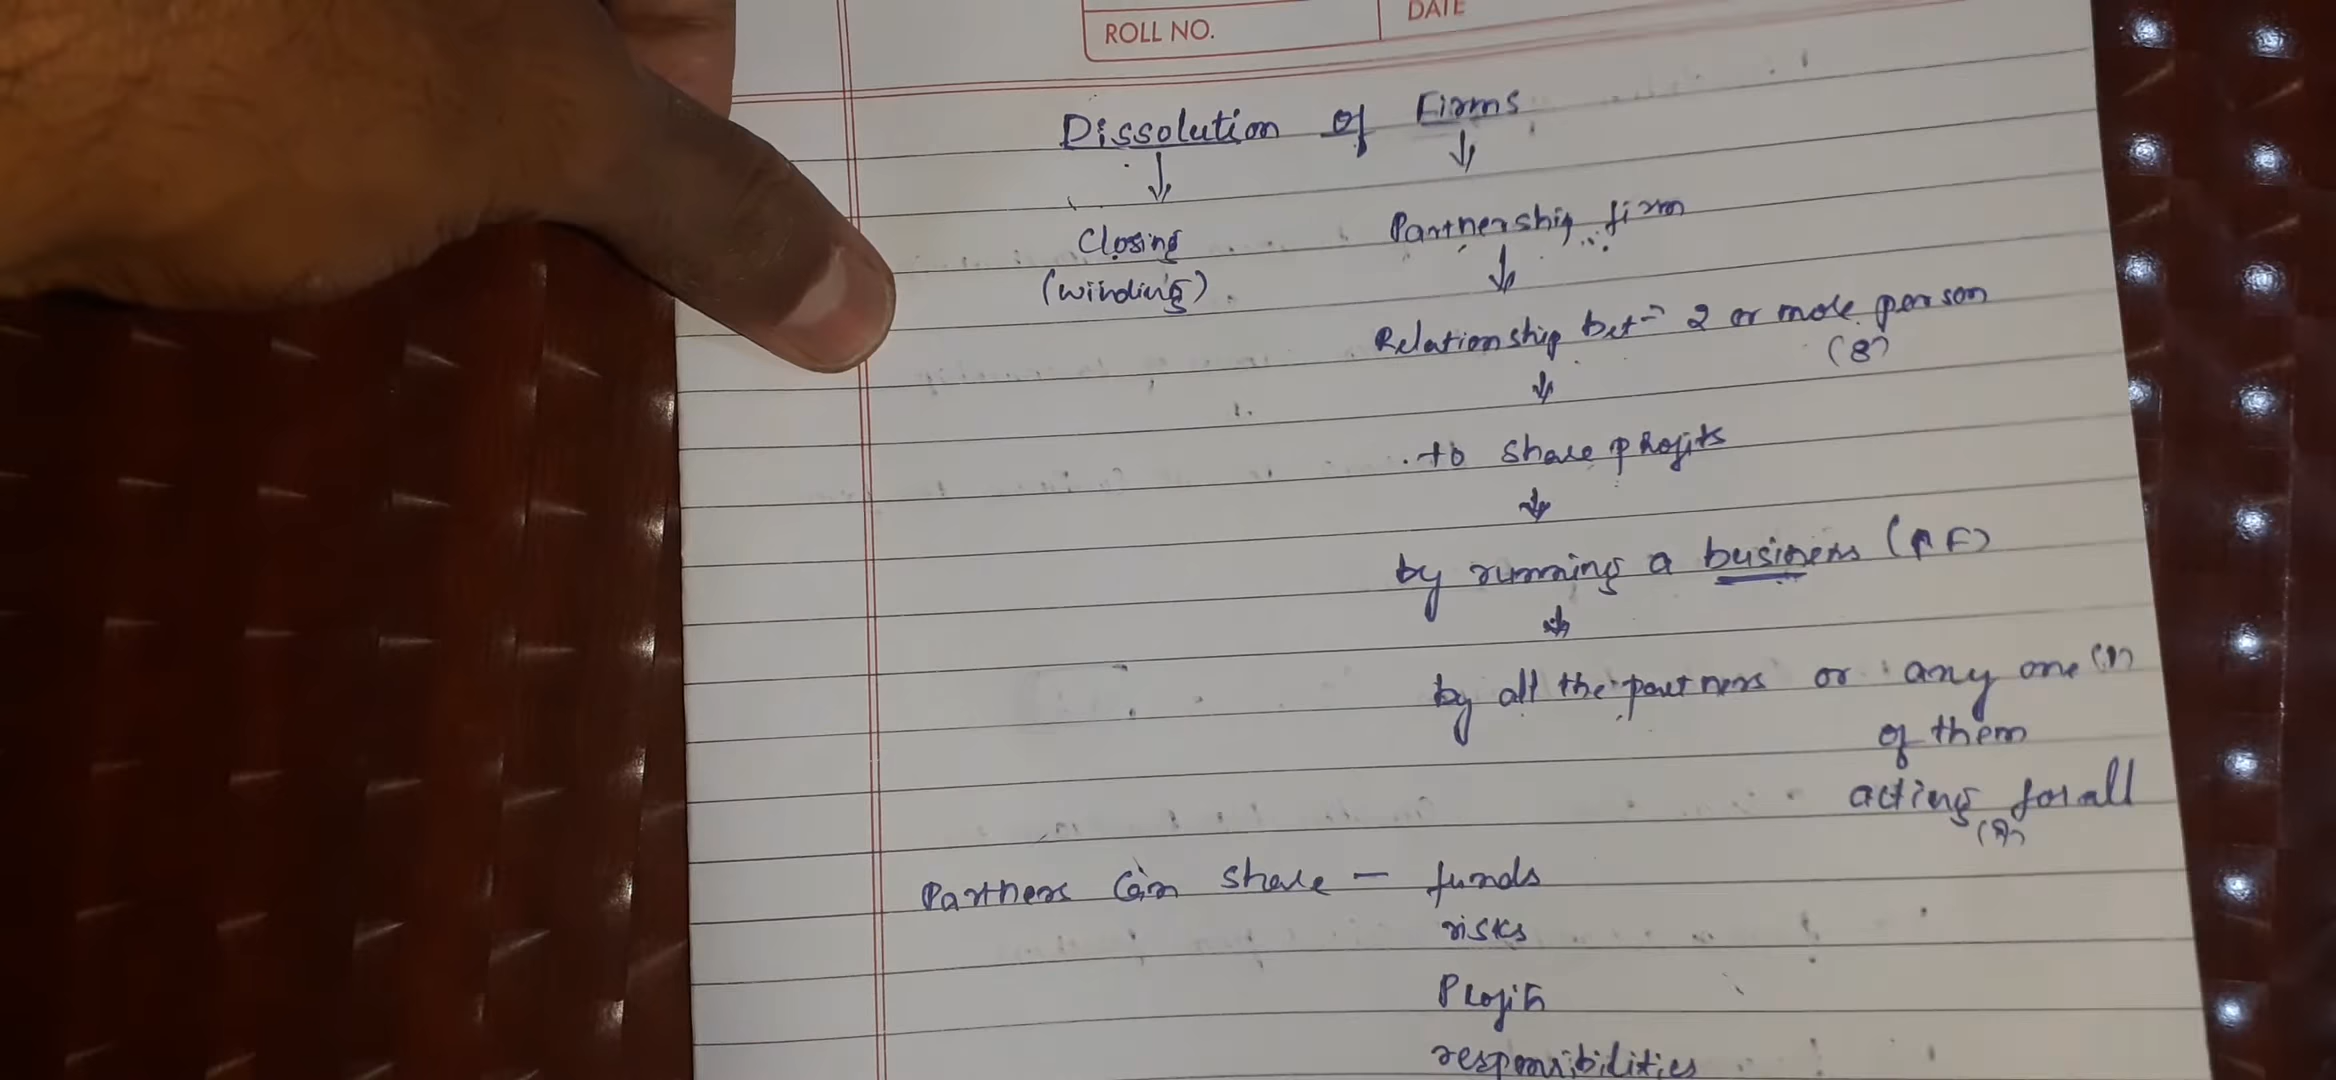 ROLL NO.
DATE
Dissolution of Firms
Closing
(winding)
Partnership firm
Relationship bet⁼ 2 or more person
(8)
to share profits
by running a business (PF)
by all the partners or any one (1)
of them
acting for all
Partners can share - funds
risks
Profit
responsibilities